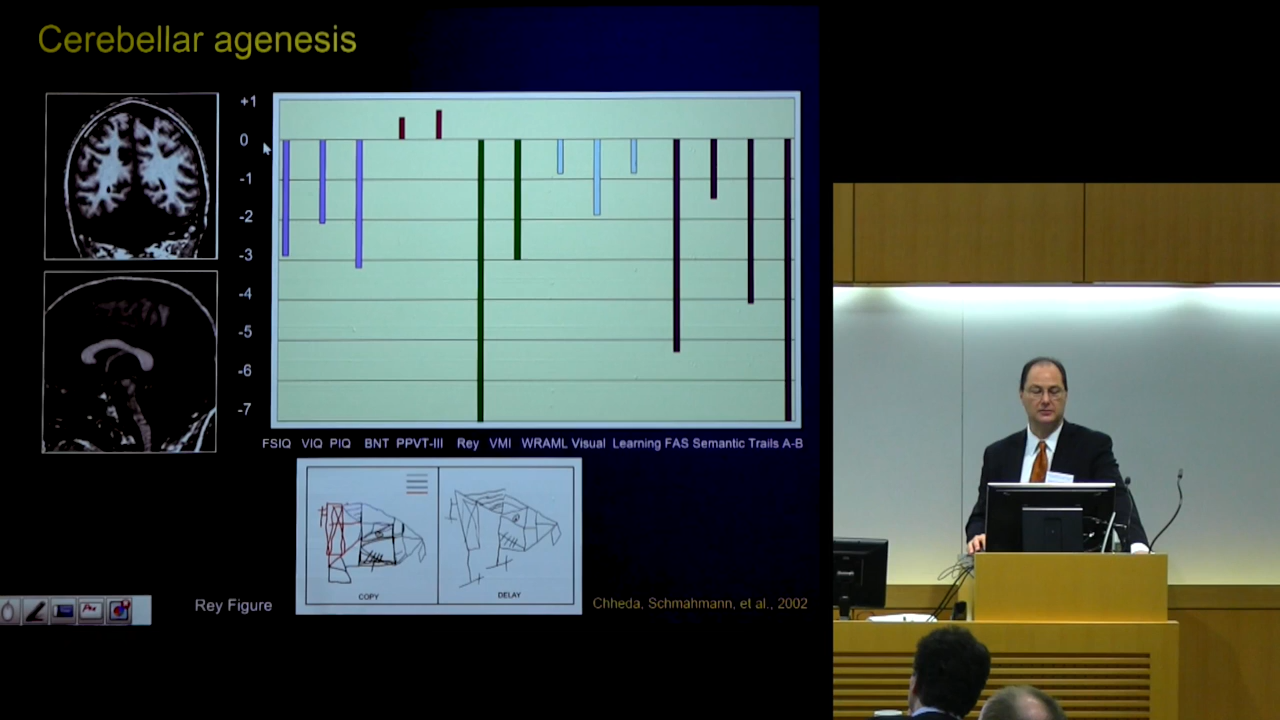 Cerebellar agenesis
+1
0
-1
-2
-3
-4
-5
-6
-7
FSIQ VIQ PIQ BNT PPVT-III Rey VMI WRAML Visual Learning FAS Semantic Trails A-B
COPY DELAY
Rey Figure
Chheda, Schmahmann, et al., 2002